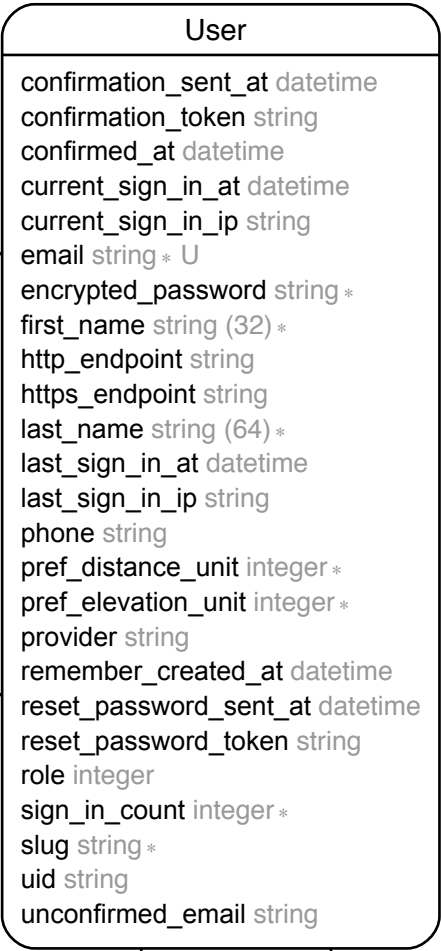 User
confirmation_sent_at datetime
confirmation_token string
confirmed_at datetime
current_sign_in_at datetime
current_sign_in_ip string
email string ∗ U
encrypted_password string ∗
first_name string (32) ∗
http_endpoint string
https_endpoint string
last_name string (64) ∗
last_sign_in_at datetime
last_sign_in_ip string
phone string
pref_distance_unit integer ∗
pref_elevation_unit integer ∗
provider string
remember_created_at datetime
reset_password_sent_at datetime
reset_password_token string
role integer
sign_in_count integer ∗
slug string ∗
uid string
unconfirmed_email string